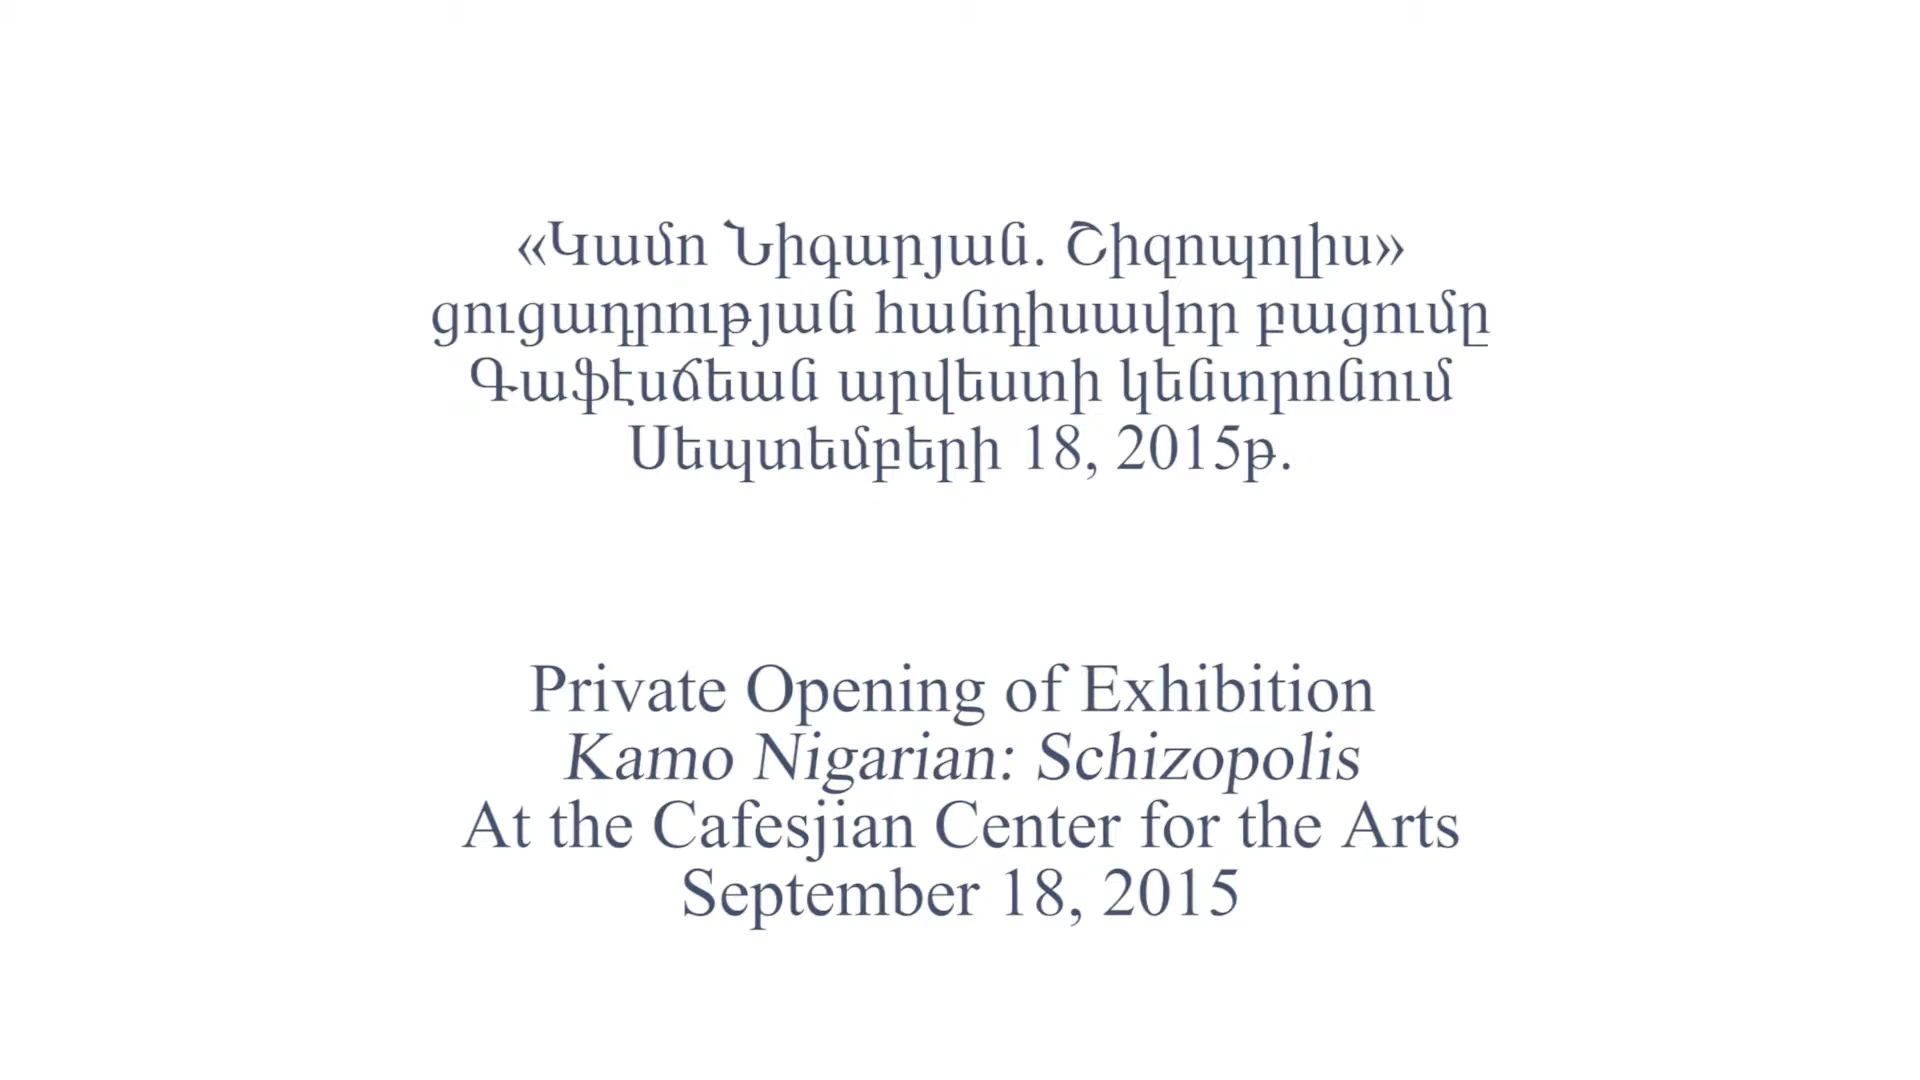 «Կամո Նիգարյան. Շիզոպոլիս»
ցուցադրության հանդիսավոր բացումը
Գաֆէսճեան արվեստի կենտրոնում
Սեպտեմբերի 18, 2015թ.
Private Opening of Exhibition
Kamo Nigarian: Schizopolis
At the Cafesjian Center for the Arts
September 18, 2015